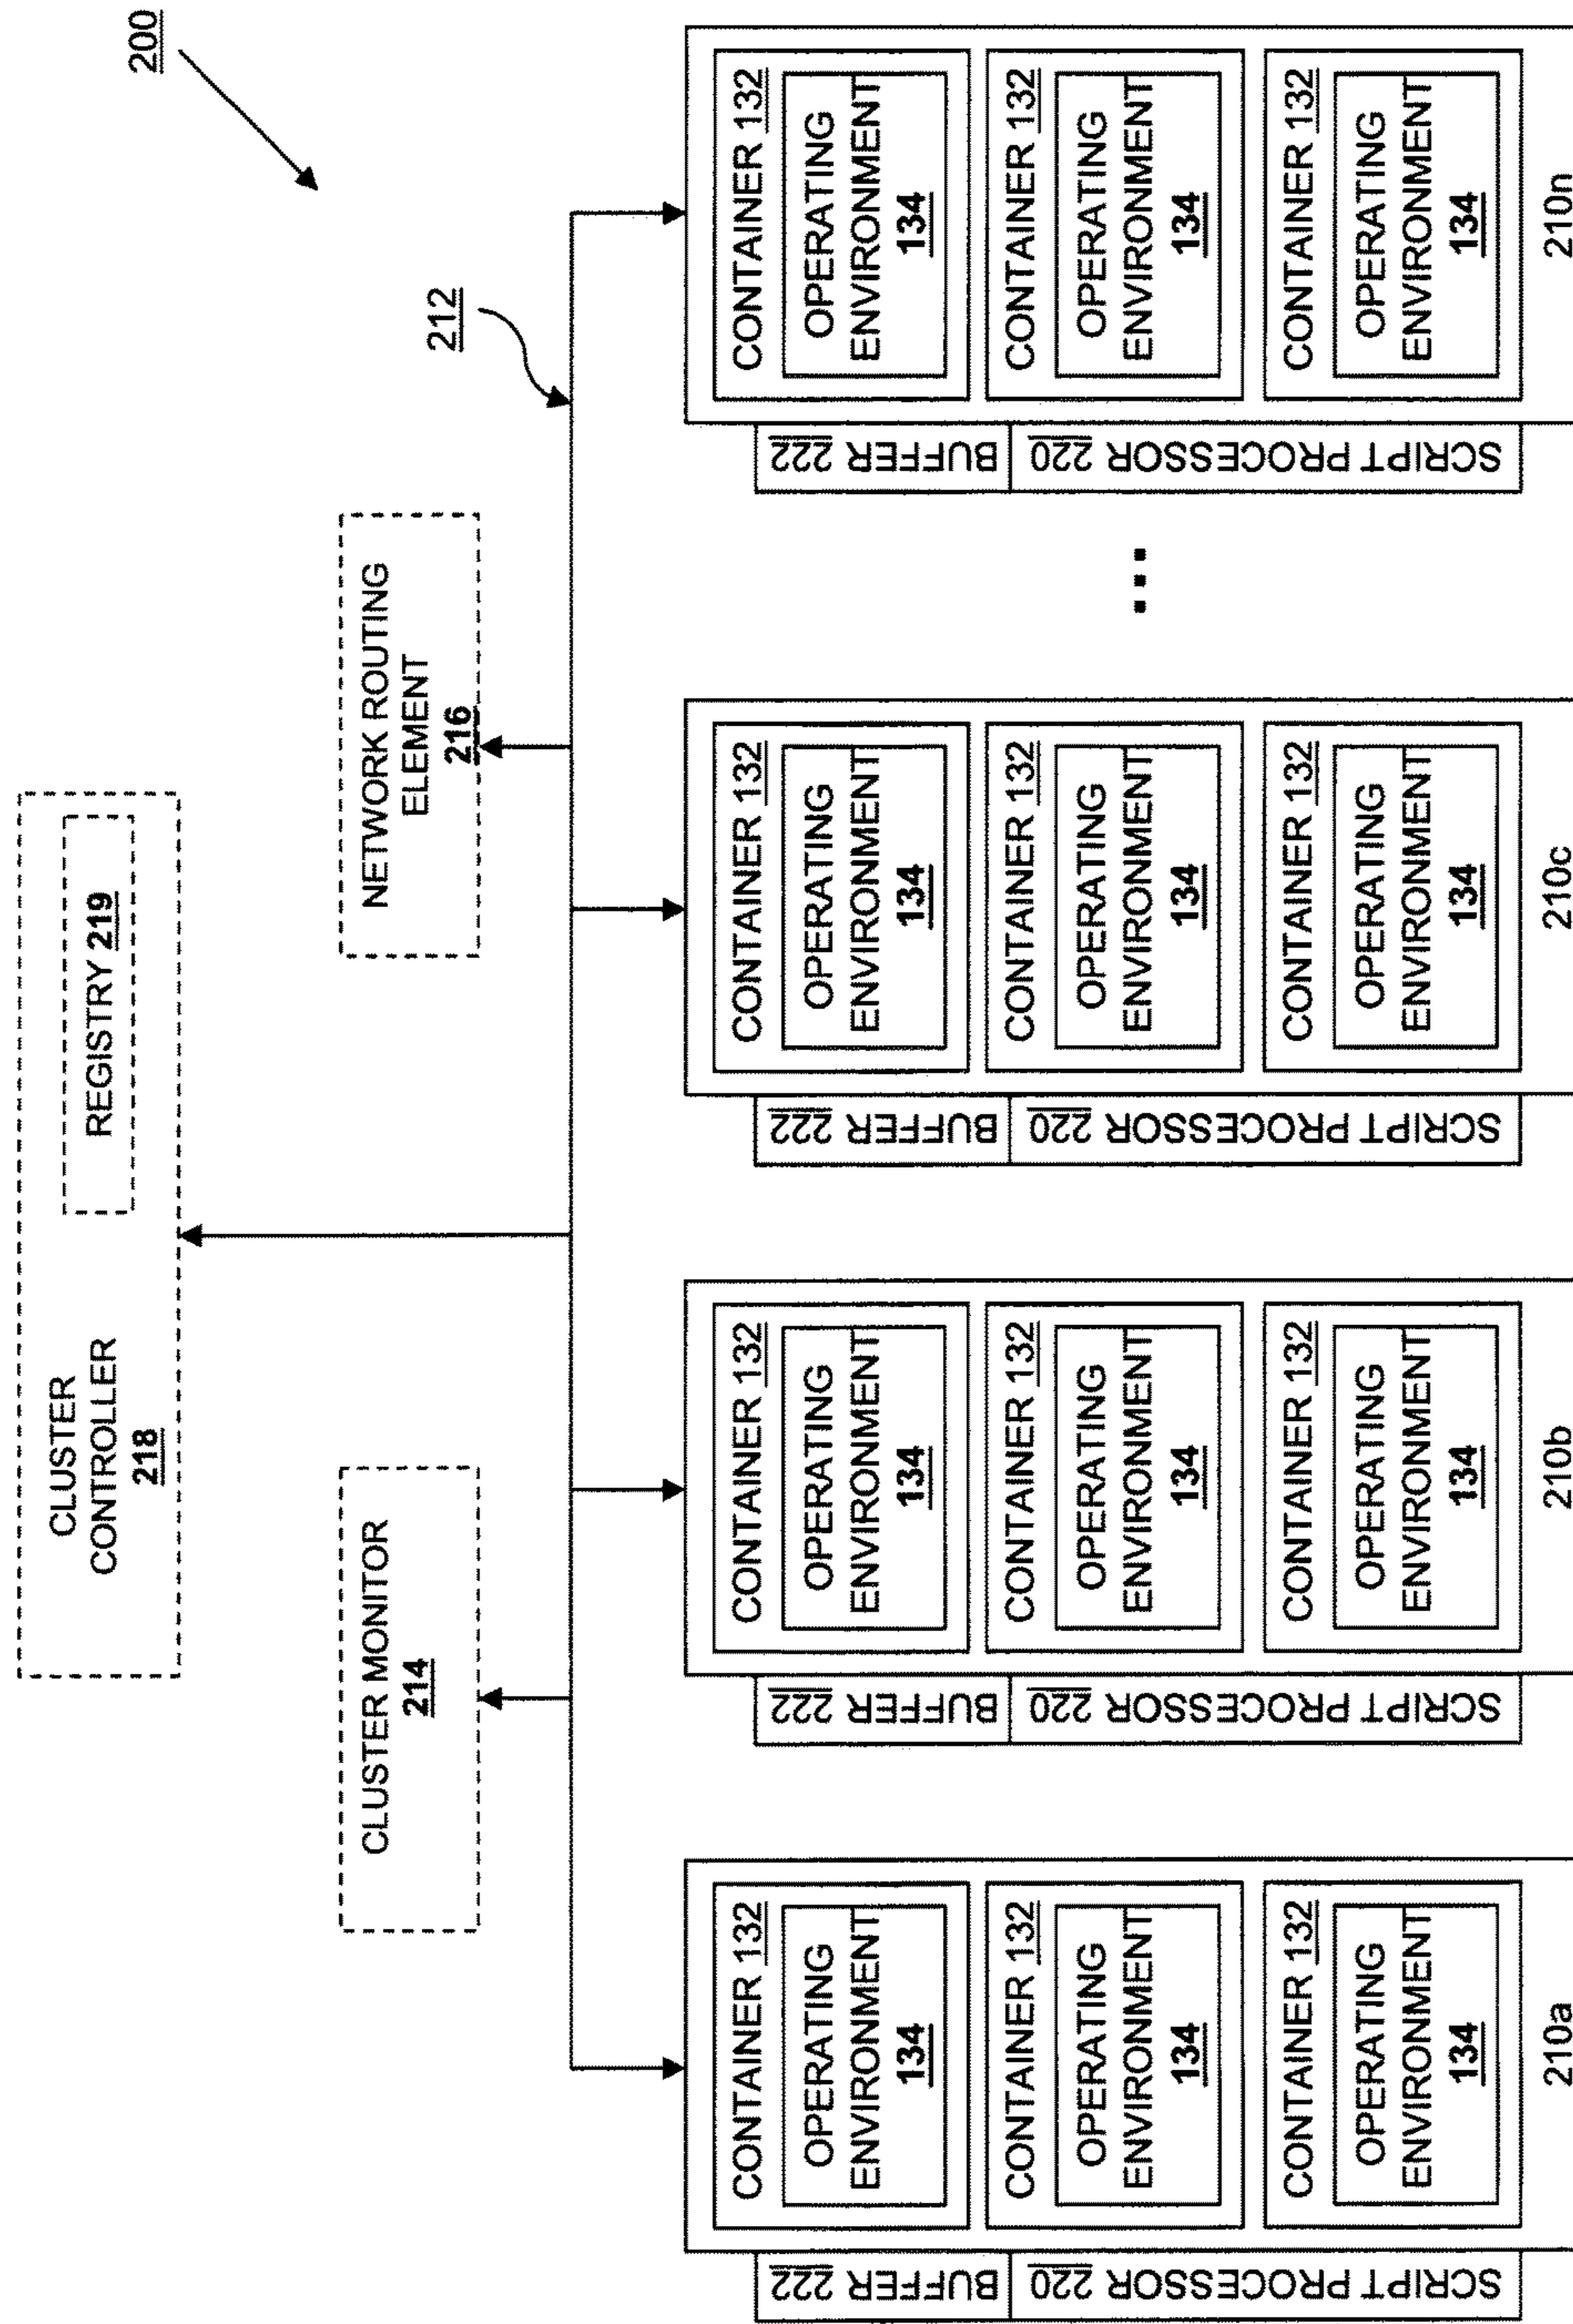 200
CLUSTER
CONTROLLER
218
REGISTRY 219
CLUSTER MONITOR
214
NETWORK ROUTING
ELEMENT
216
212
BUFFER 222
SCRIPT PROCESSOR 220
CONTAINER 132
OPERATING
ENVIRONMENT
134
CONTAINER 132
OPERATING
ENVIRONMENT
134
CONTAINER 132
OPERATING
ENVIRONMENT
134
210a
BUFFER 222
SCRIPT PROCESSOR 220
CONTAINER 132
OPERATING
ENVIRONMENT
134
CONTAINER 132
OPERATING
ENVIRONMENT
134
CONTAINER 132
OPERATING
ENVIRONMENT
134
210b
BUFFER 222
SCRIPT PROCESSOR 220
CONTAINER 132
OPERATING
ENVIRONMENT
134
CONTAINER 132
OPERATING
ENVIRONMENT
134
CONTAINER 132
OPERATING
ENVIRONMENT
134
210c
...
BUFFER 222
SCRIPT PROCESSOR 220
CONTAINER 132
OPERATING
ENVIRONMENT
134
CONTAINER 132
OPERATING
ENVIRONMENT
134
CONTAINER 132
OPERATING
ENVIRONMENT
134
210n